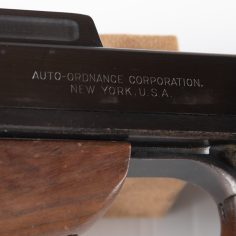 AUTO-ORDNANCE CORPORATION.
NEW YORK, U.S.A.